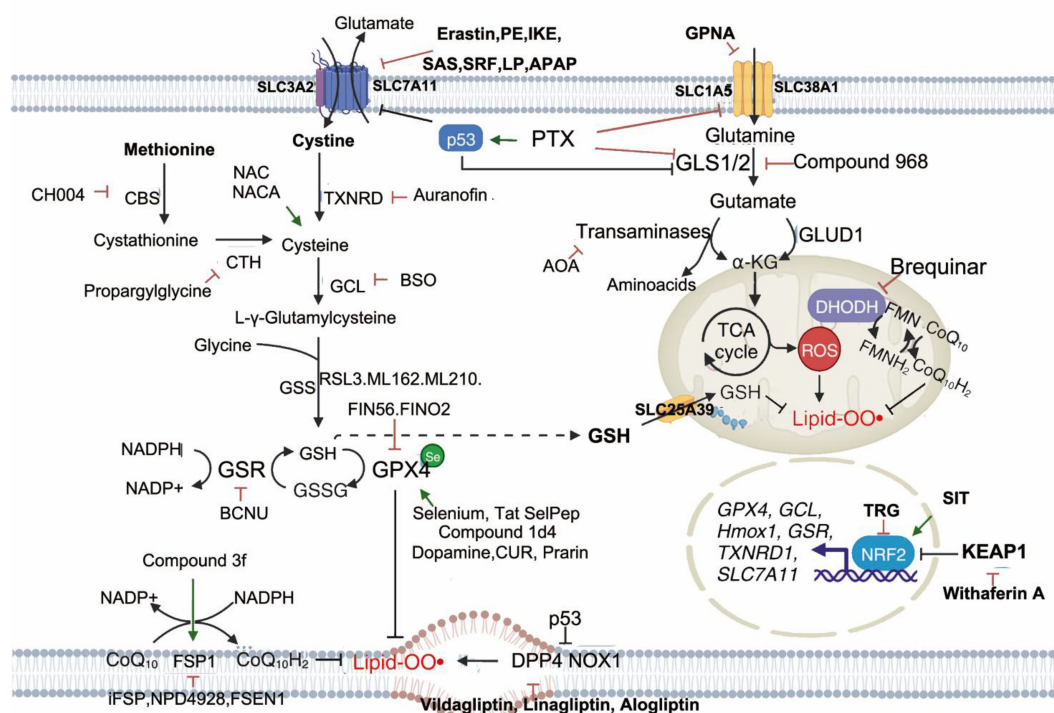 Glutamate
Erastin,PE,IKE,
SAS,SRF,LP,APAP
GPNA
SLC3A2
SLC7A11
SLC1A5
SLC38A1
Cystine
p53
PTX
Glutamine
GLS1/2
Compound 968
Methionine
NAC
NACA
CH004
CBS
TXNRD
Auranofin
Gutamate
Cystathionine
Cysteine
Transaminases
GLUD1
CTH
AOA
α-KG
Propargylglycine
GCL
BSO
Aminoacids
Brequinar
L-γ-Glutamylcysteine
DHODH
FMN
CoQ10
TCA
cycle
ROS
FMNH2
CoQ10H2
Glycine
GSS
RSL3.ML162.ML210.
FIN56.FINO2
SLC25A39
GSH
Lipid-OO•
GSH
NADPH
GSR
GSH
GPX4
Se
NADP+
GSSG
BCNU
Selenium, Tat SelPep
Compound 1d4
Dopamine,CUR, Prarin
GPX4, GCL,
Hmox1, GSR,
TXNRD1,
SLC7A11
TRG
SIT
NRF2
KEAP1
Withaferin A
Compound 3f
NADP+
NADPH
p53
CoQ10
FSP1
CoQ10H2
Lipid-OO•
DPP4 NOX1
iFSP,NPD4928,FSEN1
Vildagliptin, Linagliptin, Alogliptin